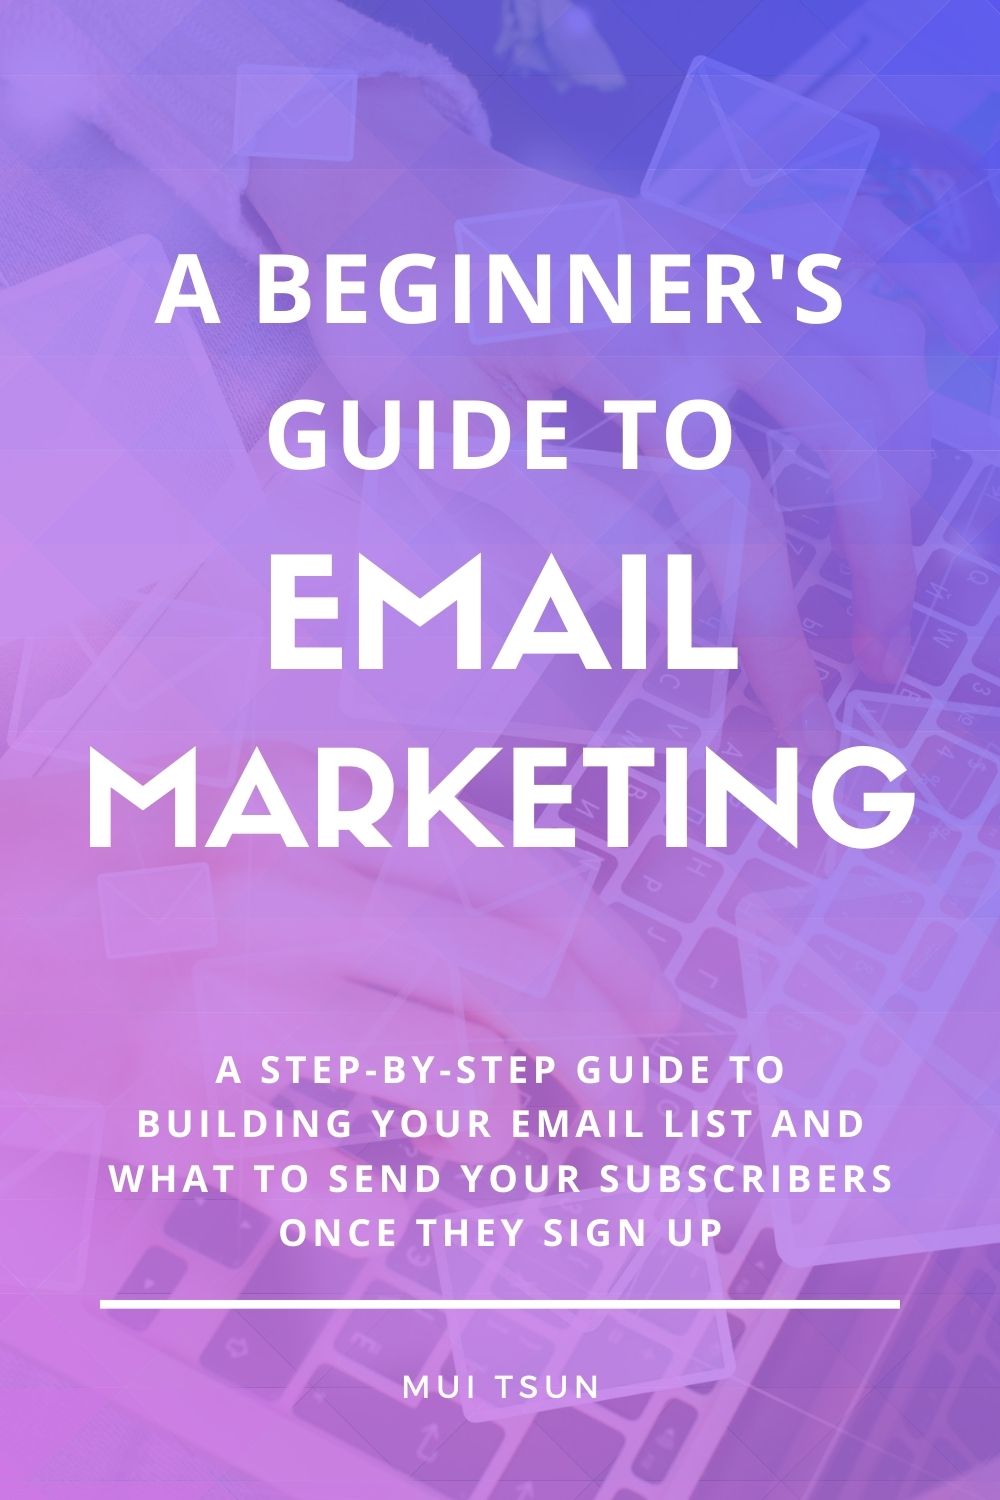 A BEGINNER'S
GUIDE TO
EMAIL
MARKETING
A STEP-BY-STEP GUIDE TO
BUILDING YOUR EMAIL LIST AND
WHAT TO SEND YOUR SUBSCRIBERS
ONCE THEY SIGN UP
MUI TSUN